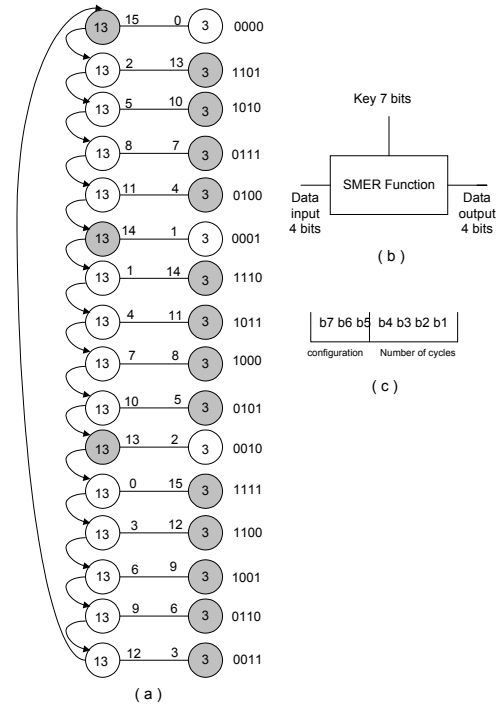 13 15 0 3 0000
13 2 13 3 1101
13 5 10 3 1010
13 8 7 3 0111
13 11 4 3 0100
13 14 1 3 0001
13 1 14 3 1110
13 4 11 3 1011
13 7 8 3 1000
13 10 5 3 0101
13 13 2 3 0010
13 0 15 3 1111
13 3 12 3 1100
13 6 9 3 1001
13 9 6 3 0110
13 12 3 3 0011
( a )
Key 7 bits
SMER Function
Data
input
4 bits
Data
output
4 bits
( b )
b7 b6 b5 b4 b3 b2 b1
configuration Number of cycles
( c )